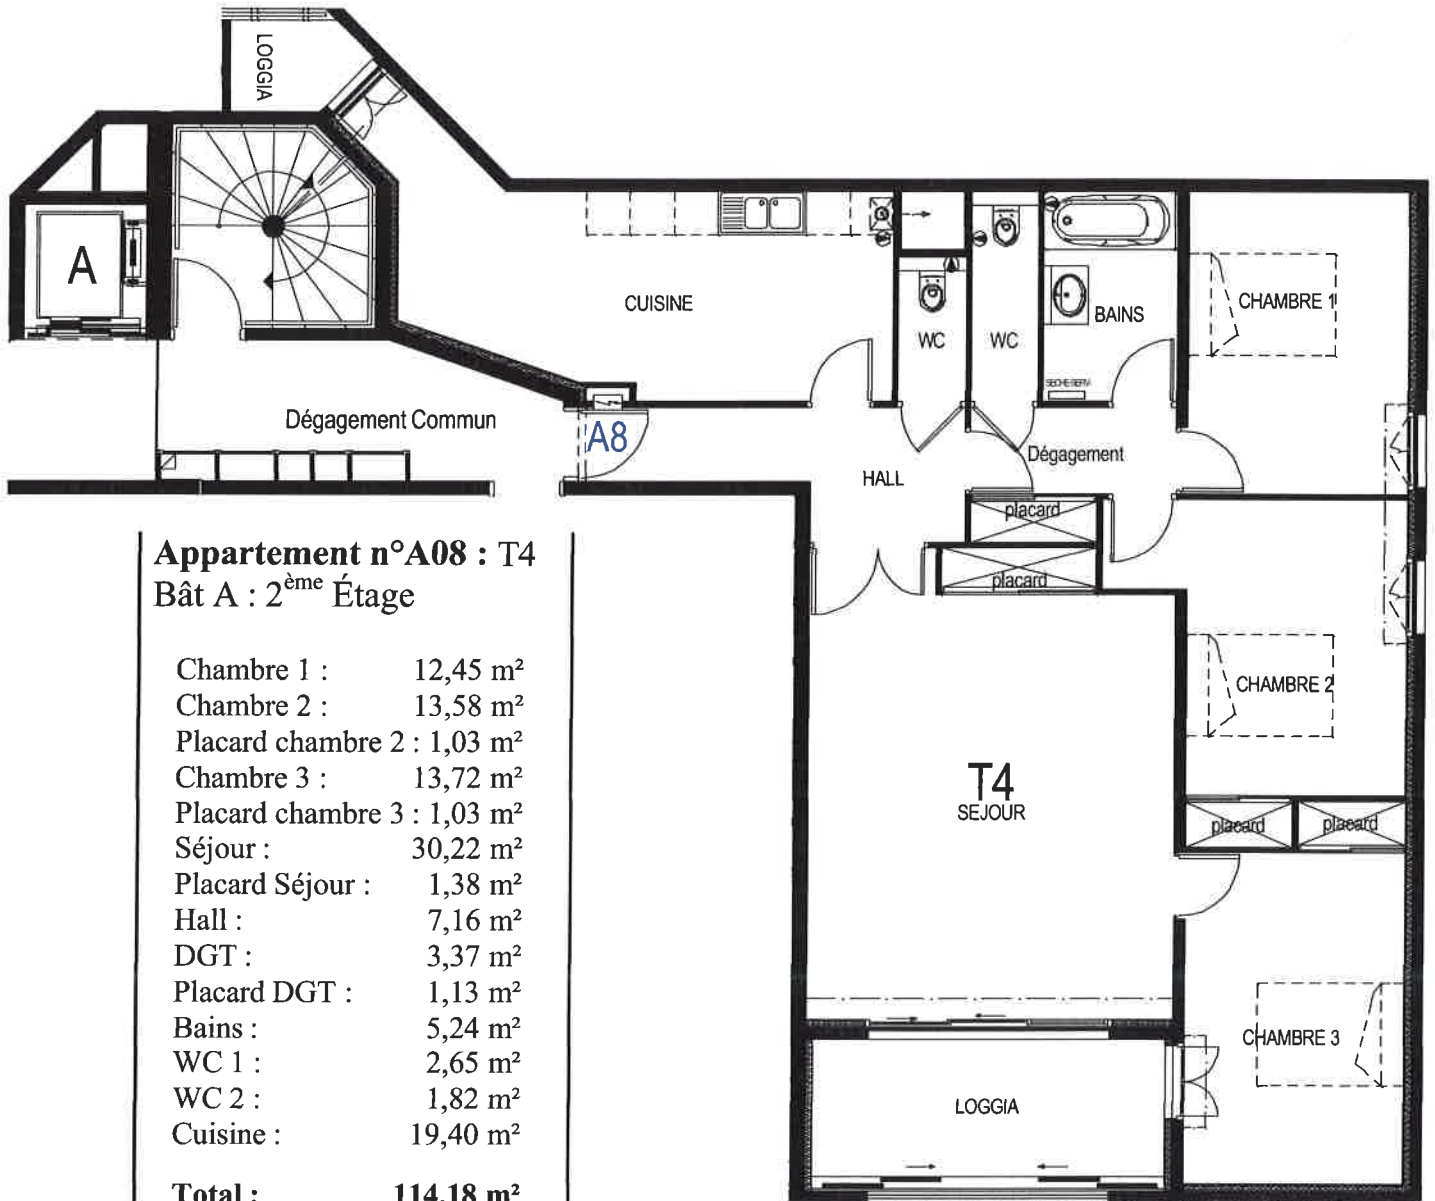 LOGGIA
A
CUISINE
WC
WC
BAINS
CHAMBRE 1
SECHE-SERV
Dégagement Commun
A8
HALL
Dégagement
placard
placard
CHAMBRE 2
T4
SEJOUR
placard
placard
CHAMBRE 3
LOGGIA
Appartement n°A08 : T4
Bât A : 2ème Étage
Chambre 1 : 12,45 m²
Chambre 2 : 13,58 m²
Placard chambre 2 : 1,03 m²
Chambre 3 : 13,72 m²
Placard chambre 3 : 1,03 m²
Séjour : 30,22 m²
Placard Séjour : 1,38 m²
Hall : 7,16 m²
DGT : 3,37 m²
Placard DGT : 1,13 m²
Bains : 5,24 m²
WC 1 : 2,65 m²
WC 2 : 1,82 m²
Cuisine : 19,40 m²
Total : 114,18 m²